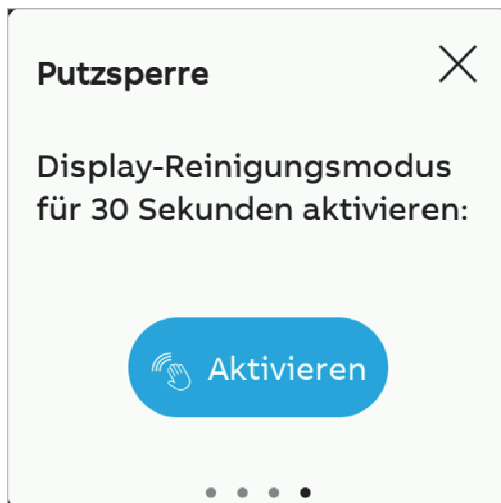 Putzsperre
Display-Reinigungsmodus
für 30 Sekunden aktivieren:
Aktivieren